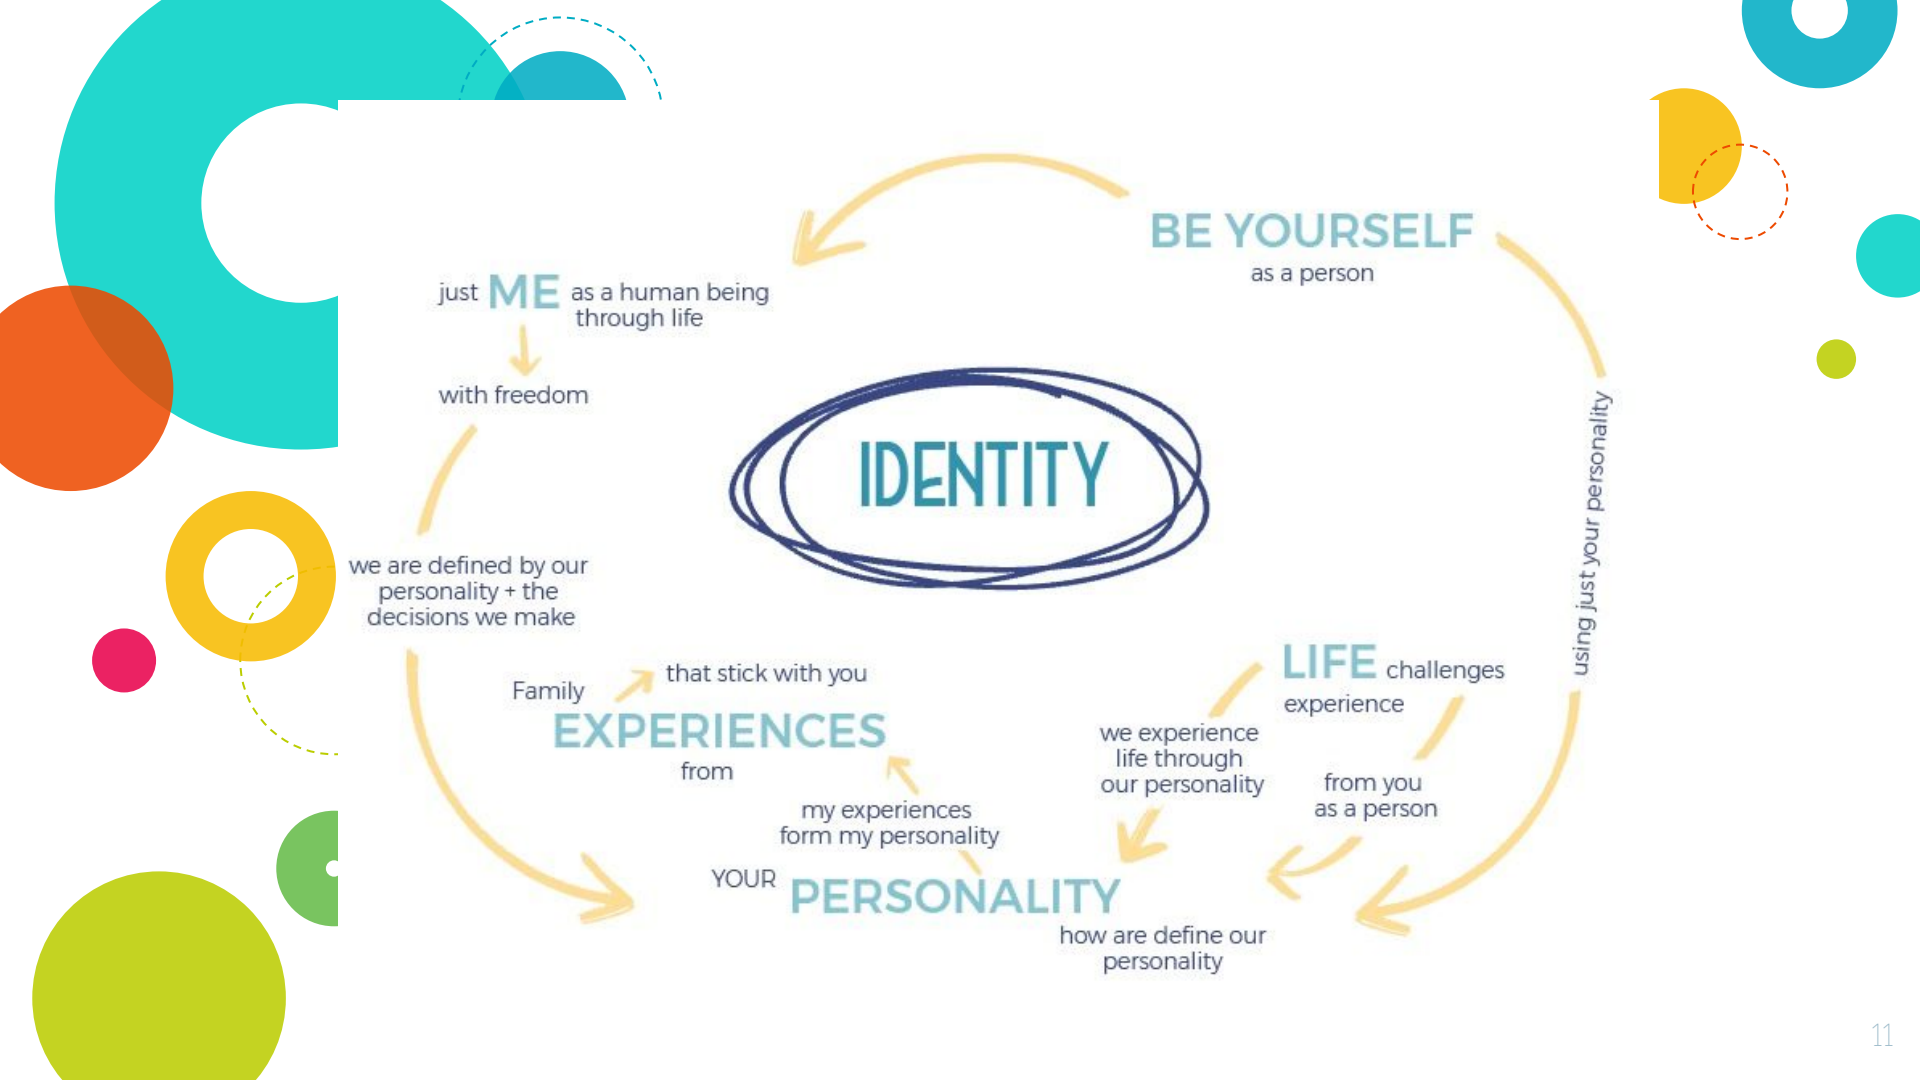 BE YOURSELF
as a person
just ME as a human being
through life
with freedom
IDENTITY
using just your personality
we are defined by our
personality + the
decisions we make
Family
that stick with you
EXPERIENCES
from
LIFE challenges
experience
we experience
life through
our personality
from you
as a person
my experiences
form my personality
YOUR PERSONALITY
how are define our
personality
11